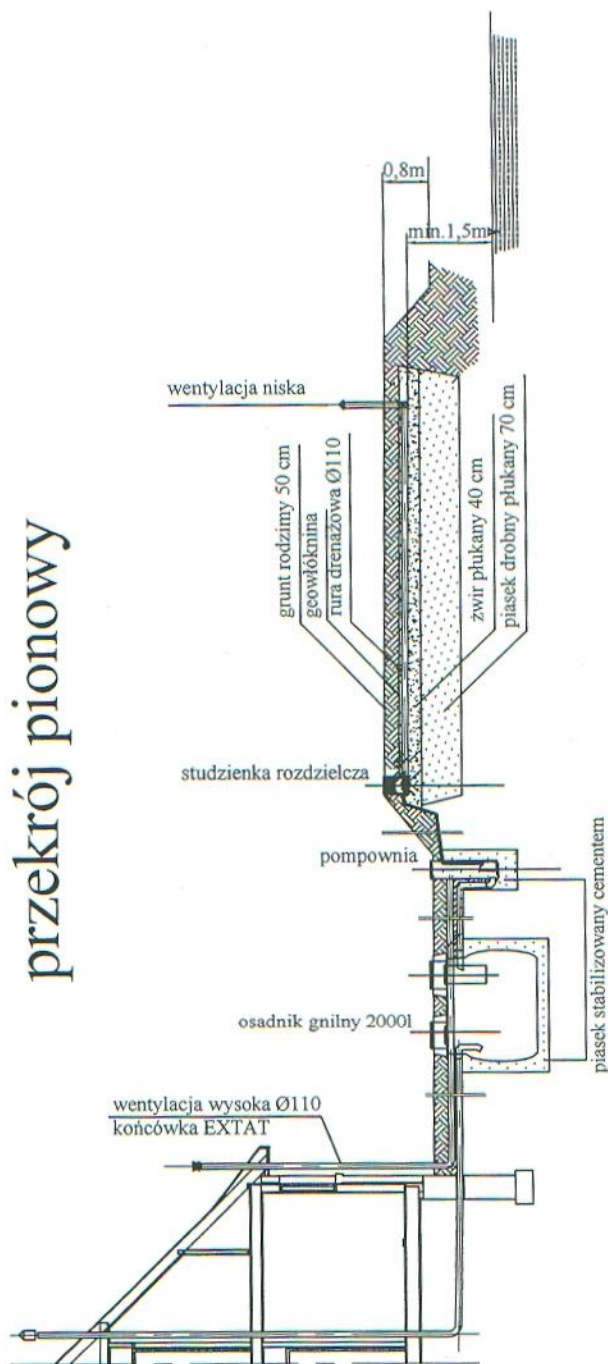 przekrój pionowy
wentylacja wysoka Ø110
końcówka EXTAT
osadnik gnilny 2000l
pompownia
studzienka rozdzielcza
wentylacja niska
grunt rodzimy 50 cm
geowłóknina
rura drenażowa Ø110
0,8m
min.1,5m
żwir płukany 40 cm
piasek drobny płukany 70 cm
piasek stabilizowany cementem